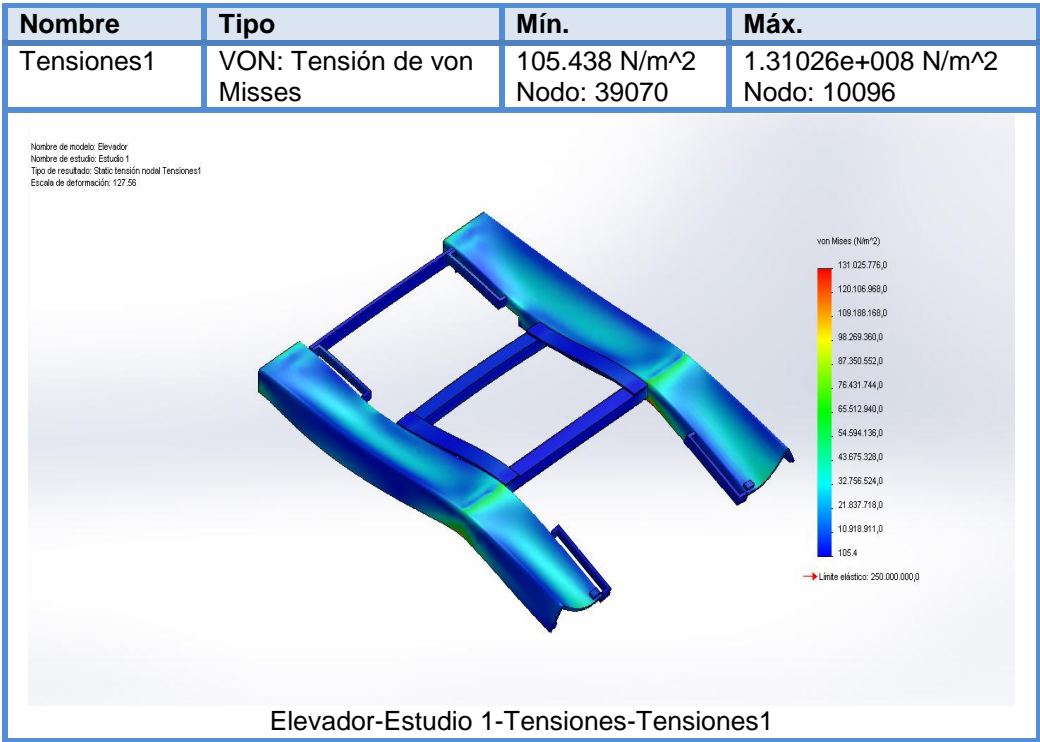 Nombre Tipo Mín. Máx.
Tensiones1 VON: Tensión de von 105.438 N/m^2 1.31026e+008 N/m^2
Misses Nodo: 39070 Nodo: 10096
Nombre de modelo: Elevador
Nombre de estudio: Estudio 1
Tipo de resultado: Static tensión nodal Tensiones1
Escala de deformación: 127.56
von Mises (N/m^2)
131.025.776,0
120.106.968,0
109.188.168,0
98.269.360,0
87.350.552,0
76.431.744,0
65.512.940,0
54.594.136,0
43.675.328,0
32.756.524,0
21.837.718,0
10.918.911,0
105.4
Límite elástico: 250.000.000,0
Elevador-Estudio 1-Tensiones-Tensiones1